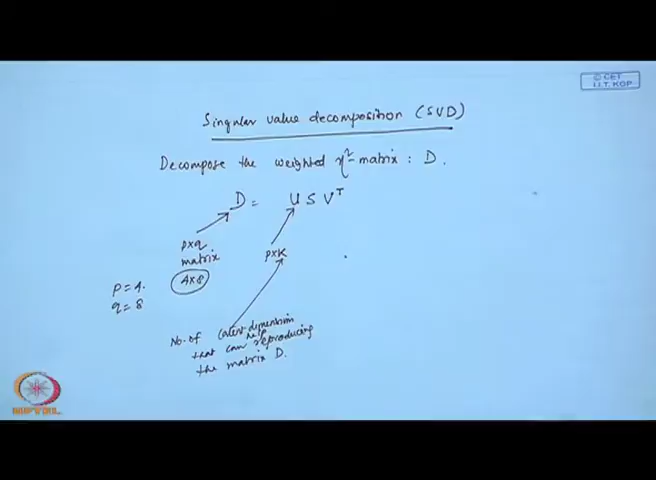 © CET
I.I.T. KGP
Singular value decomposition (SVD)
Decompose the weighted χ²-matrix : D.
D = U S V^T
p×q
matrix
p×K
4×8
p=4.
q=8
No. of latent dimension
that can help reproducing
the matrix D.
NPTEL